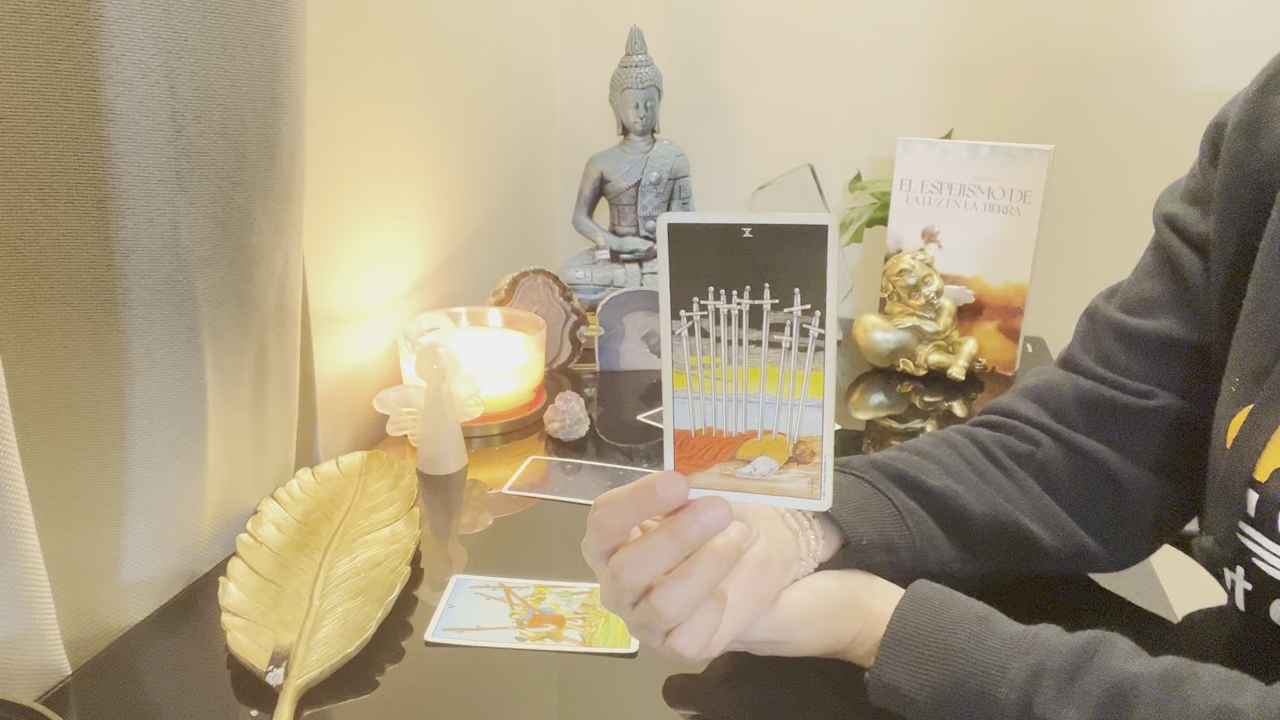 X
EL ESPEJISMO DE
LA LUZ EN LA TIERRA
V